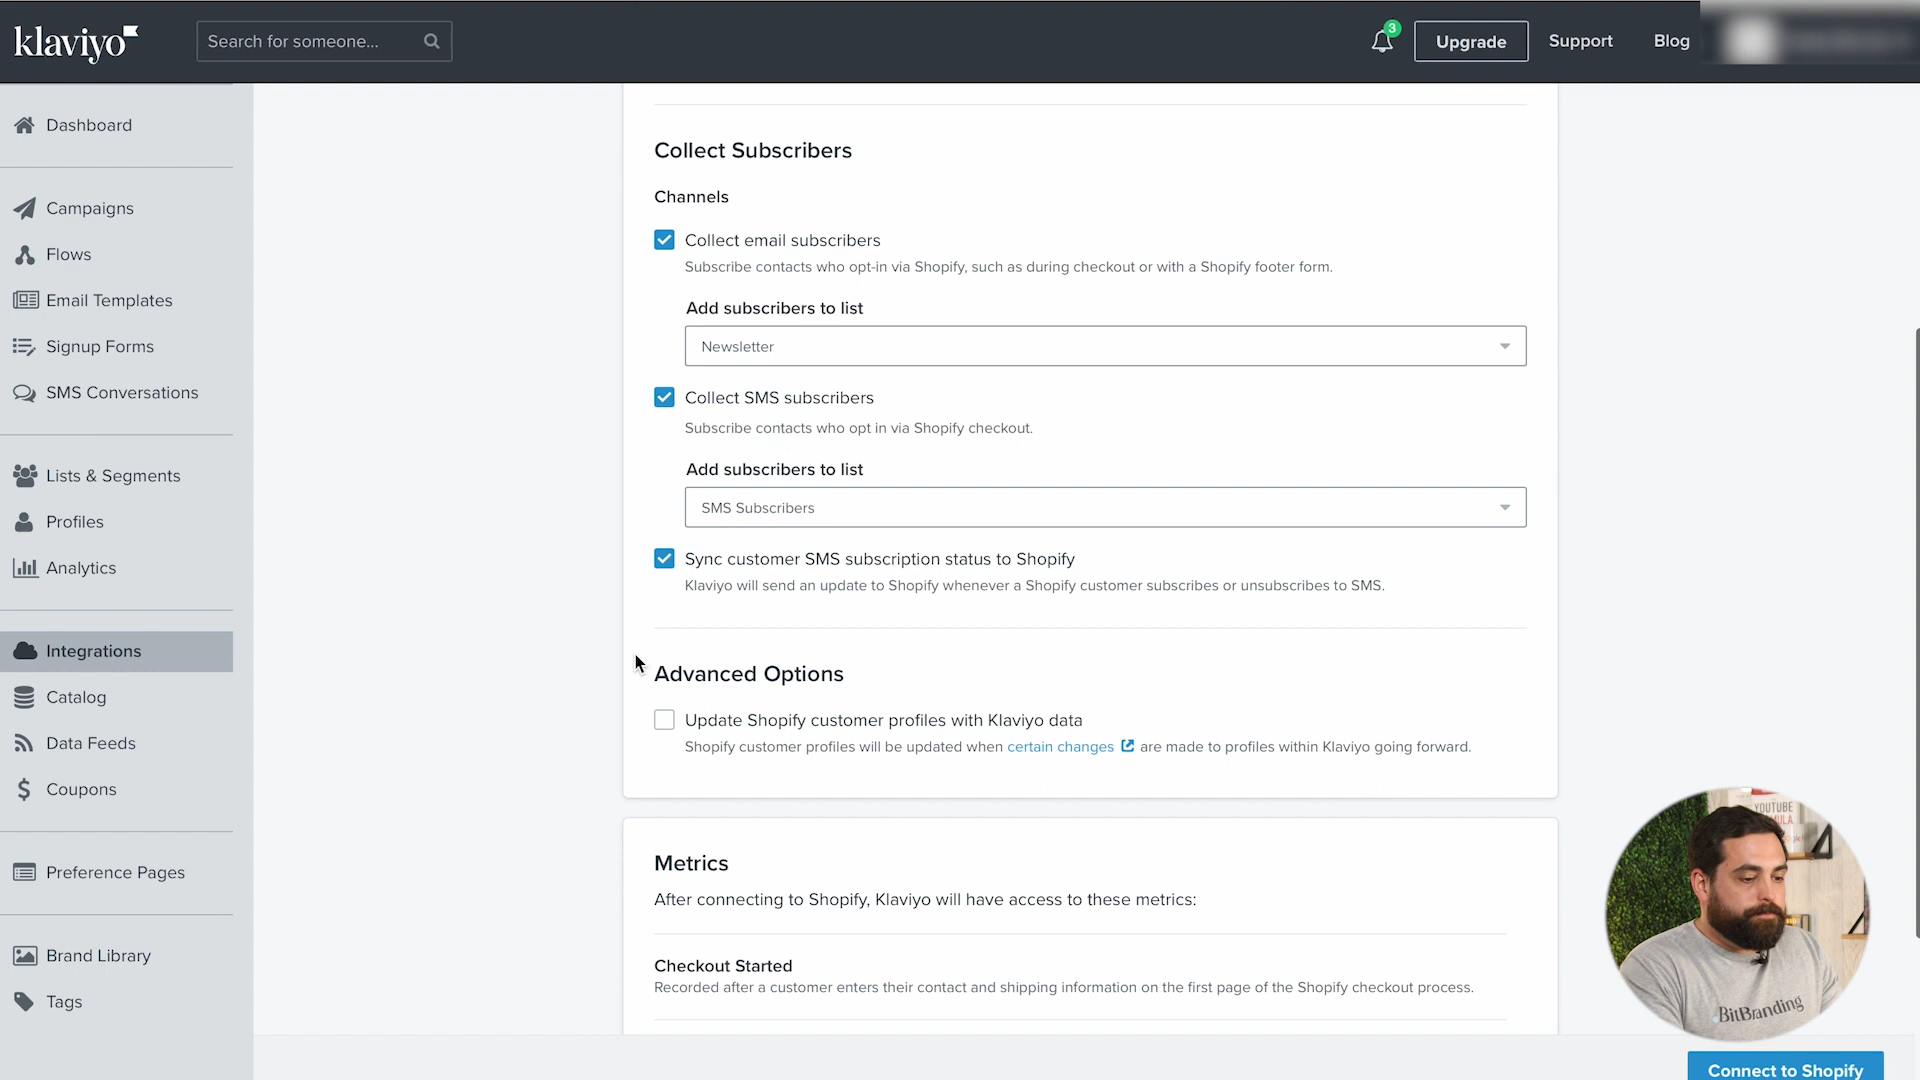 klaviyo
Search for someone...
3
Upgrade
Support
Blog
Dashboard
Campaigns
Flows
Email Templates
Signup Forms
SMS Conversations
Lists & Segments
Profiles
Analytics
Integrations
Catalog
Data Feeds
Coupons
Preference Pages
Brand Library
Tags
Collect Subscribers
Channels
Collect email subscribers
Subscribe contacts who opt-in via Shopify, such as during checkout or with a Shopify footer form.
Add subscribers to list
Newsletter
Collect SMS subscribers
Subscribe contacts who opt in via Shopify checkout.
Add subscribers to list
SMS Subscribers
Sync customer SMS subscription status to Shopify
Klaviyo will send an update to Shopify whenever a Shopify customer subscribes or unsubscribes to SMS.
Advanced Options
Update Shopify customer profiles with Klaviyo data
Shopify customer profiles will be updated when certain changes are made to profiles within Klaviyo going forward.
Metrics
After connecting to Shopify, Klaviyo will have access to these metrics:
Checkout Started
Recorded after a customer enters their contact and shipping information on the first page of the Shopify checkout process.
YOUTUBE
BitBranding
Connect to Shopify